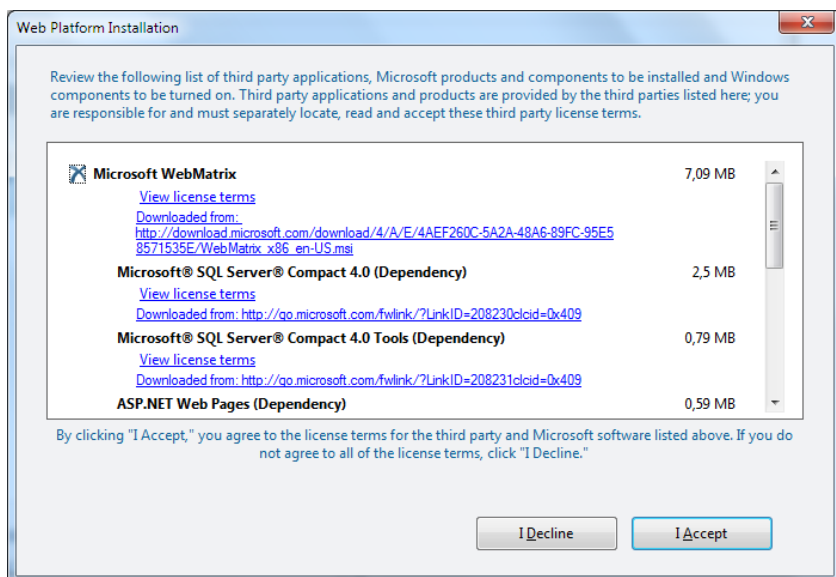 Web Platform Installation
Review the following list of third party applications, Microsoft products and components to be installed and Windows
components to be turned on. Third party applications and products are provided by the third parties listed here; you
are responsible for and must separately locate, read and accept these third party license terms.
Microsoft WebMatrix 7,09 MB
View license terms
Downloaded from:
http://download.microsoft.com/download/4/A/E/4AEF260C-5A2A-48A6-89FC-95E5
8571535E/WebMatrix_x86_en-US.msi
Microsoft® SQL Server® Compact 4.0 (Dependency) 2,5 MB
View license terms
Downloaded from: http://go.microsoft.com/fwlink/?LinkID=208230clcid=0x409
Microsoft® SQL Server® Compact 4.0 Tools (Dependency) 0,79 MB
View license terms
Downloaded from: http://go.microsoft.com/fwlink/?LinkID=208231clcid=0x409
ASP.NET Web Pages (Dependency) 0,59 MB
By clicking "I Accept," you agree to the license terms for the third party and Microsoft software listed above. If you do
not agree to all of the license terms, click "I Decline."
I Decline I Accept